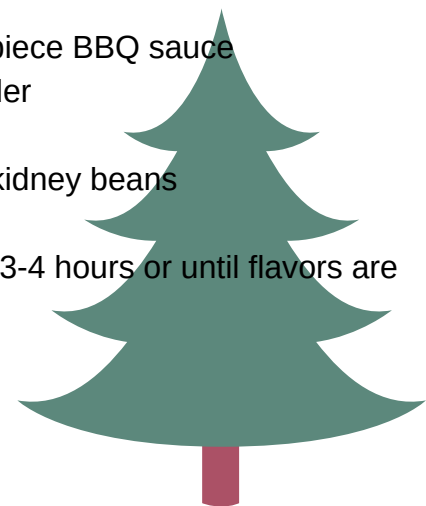 piece BBQ sauce
der
kidney beans
3-4 hours or until flavors are